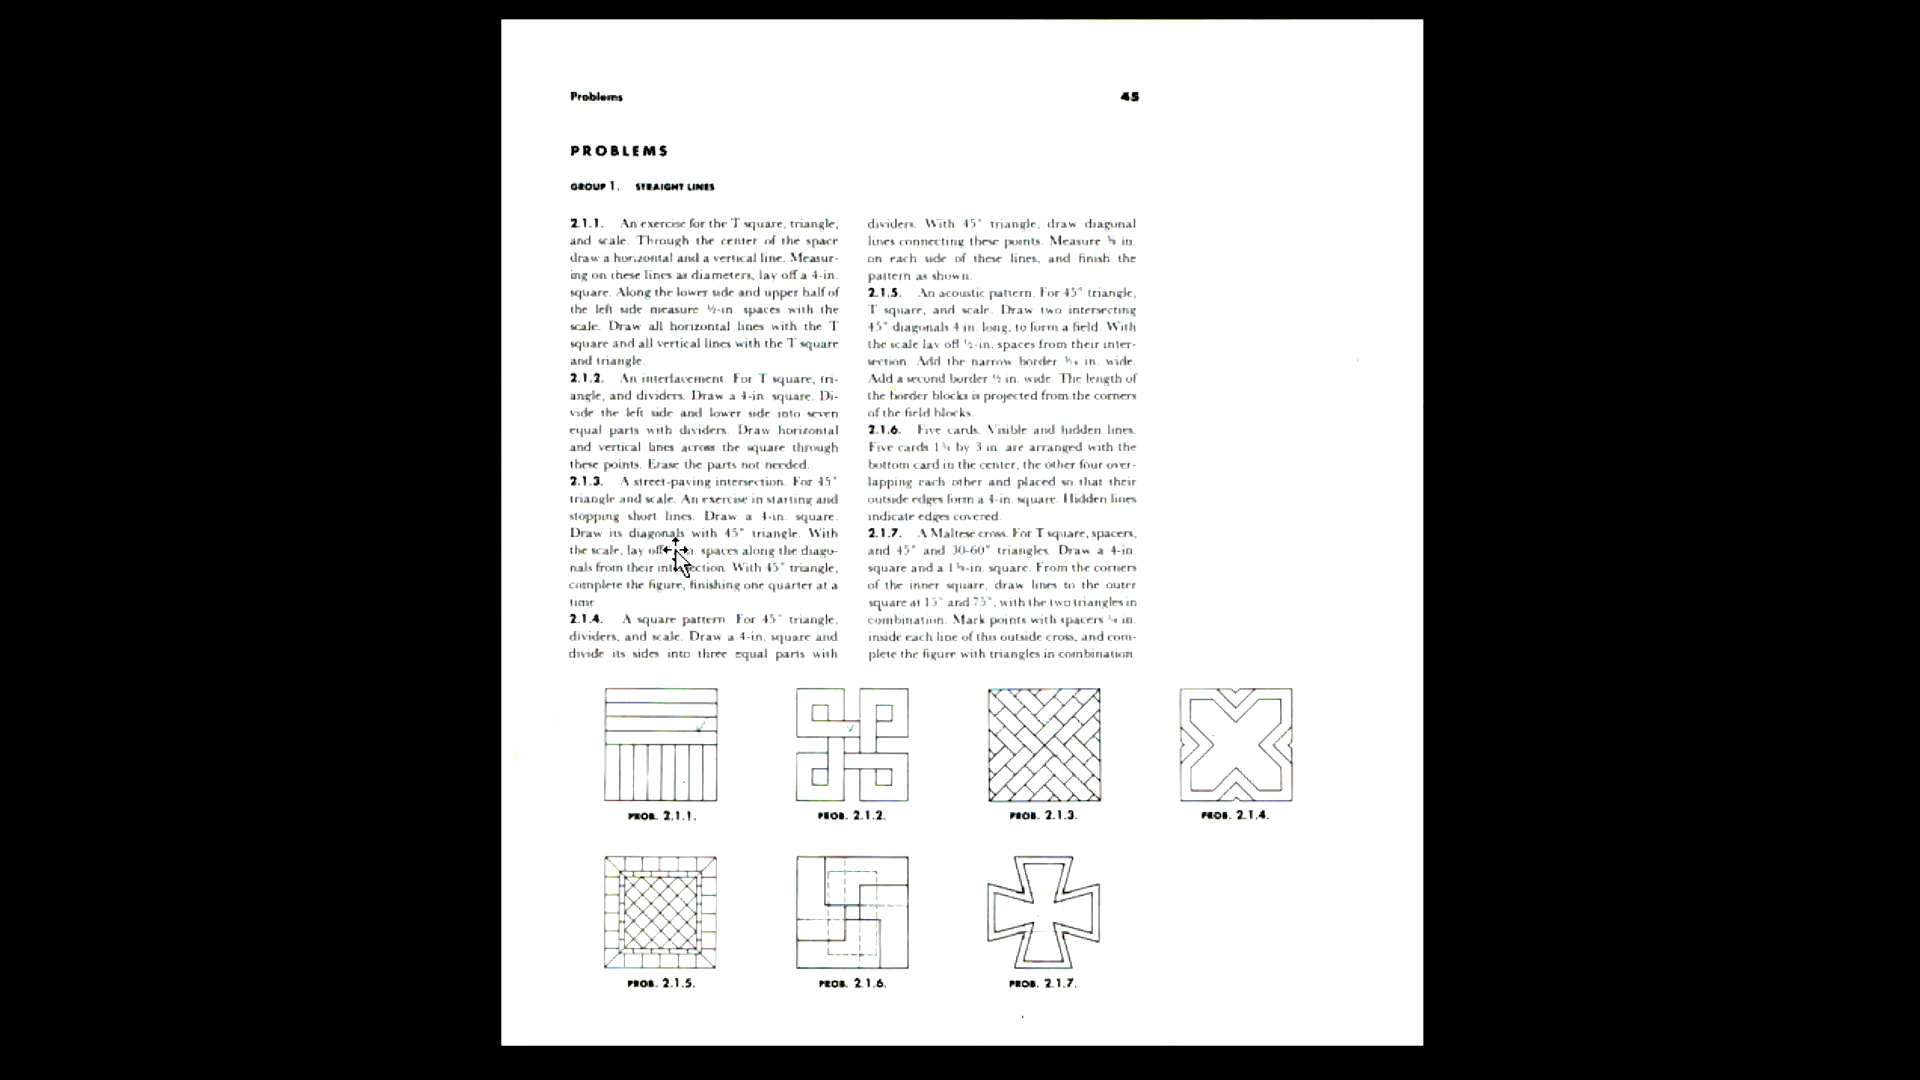 Problems
45
PROBLEMS
GROUP 1. STRAIGHT LINES
2.1.1. An exercise for the T square, triangle,
and scale. Through the center of the space
draw a horizontal and a vertical line. Measur-
ing on these lines as diameters, lay off a 4-in.
square. Along the lower side and upper half of
the left side measure ½-in. spaces with the
scale. Draw all horizontal lines with the T
square and all vertical lines with the T square
and triangle.
2.1.2. An interlacement. For T square, tri-
angle, and dividers. Draw a 4-in. square. Di-
vide the left side and lower side into seven
equal parts with dividers. Draw horizontal
and vertical lines across the square through
these points. Erase the parts not needed.
2.1.3. A street-paving intersection. For 45°
triangle and scale. An exercise in starting and
stopping short lines. Draw a 4-in. square.
Draw its diagonals with 45° triangle. With
the scale, lay off spaces along the diago-
nals from their intersection. With 45° triangle,
complete the figure, finishing one quarter at a
time.
2.1.4. A square pattern. For 45° triangle,
dividers, and scale. Draw a 4-in. square and
divide its sides into three equal parts with
dividers. With 45° triangle, draw diagonal
lines connecting these points. Measure in.
on each side of these lines, and finish the
pattern as shown.
2.1.5. An acoustic pattern. For 45° triangle,
T square, and scale. Draw two intersecting
45° diagonals 4 in. long, to form a field. With
the scale lay off ½-in. spaces from their inter-
section. Add the narrow border in. wide.
Add a second border ½ in. wide. The length of
the border blocks is projected from the corners
of the field blocks.
2.1.6. Five cards. Visible and hidden lines.
Five cards by 3 in. are arranged with the
bottom card in the center, the other four over-
lapping each other and placed so that their
outside edges form a 4-in. square. Hidden lines
indicate edges covered.
2.1.7. A Maltese cross. For T square, spacers,
and 45° and 30-60° triangles. Draw a 4-in.
square and a square. From the corners
of the inner square, draw lines to the outer
square at 15° and 75°, with the two triangles in
combination. Mark points with spacers in.
inside each line of this outside cross, and com-
plete the figure with triangles in combination.
PROB. 2.1.1.
PROB. 2.1.2.
PROB. 2.1.3.
PROB. 2.1.4.
PROB. 2.1.5.
PROB. 2.1.6.
PROB. 2.1.7.